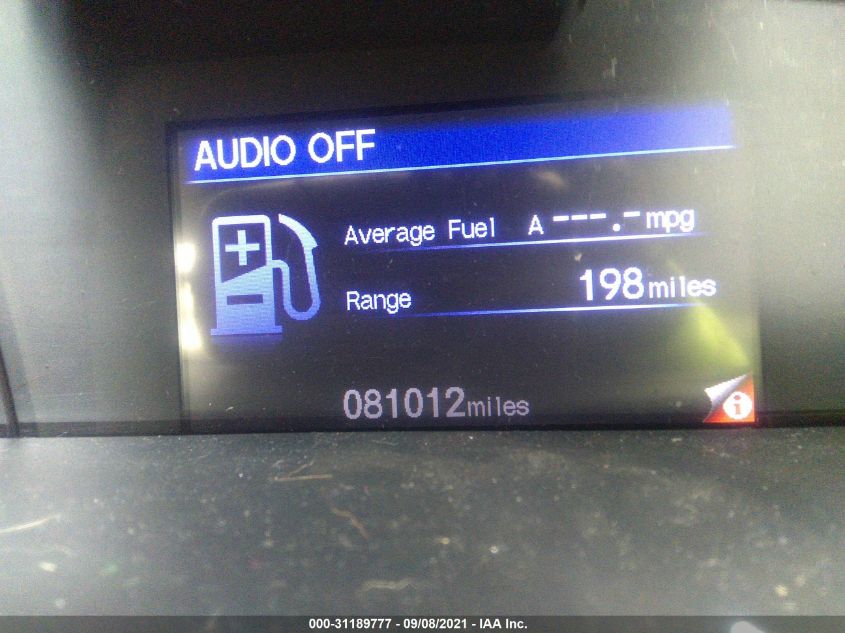 AUDIO OFF
Average Fuel A ---.- mpg
Range 198 miles
081012 miles
i
000-31189777 - 09/08/2021 - IAA Inc.